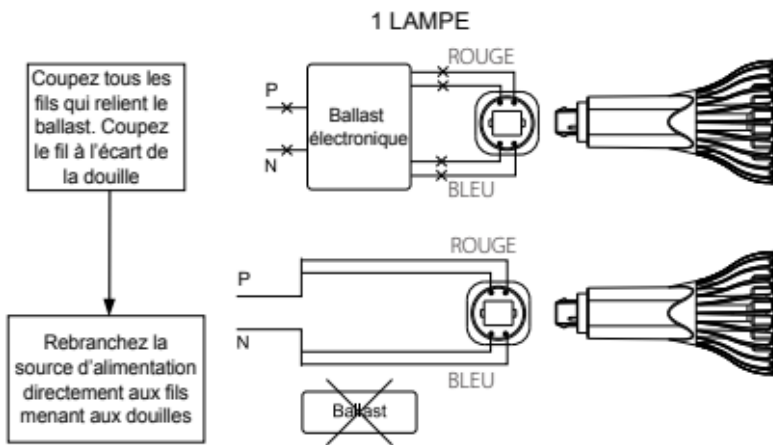 1 LAMPE
Coupez tous les
fils qui relient le
ballast. Coupez
le fil à l'écart de
la douille
ROUGE
P
Ballast
électronique
N
BLEU
ROUGE
P
N
BLEU
Rebranchez la
source d'alimentation
directement aux fils
menant aux douilles
Ballast